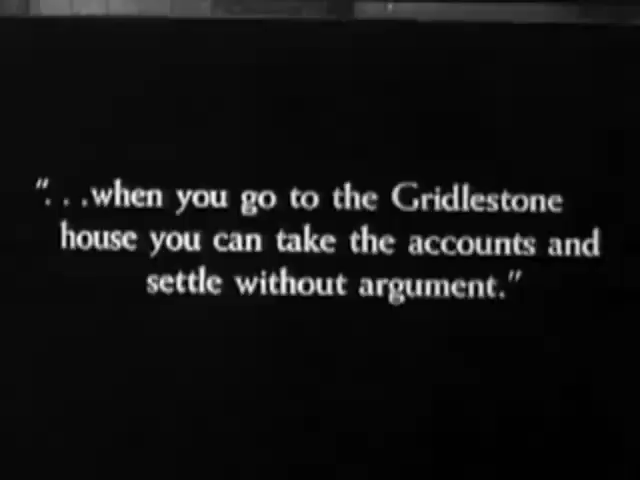 ". . .when you go to the Gridlestone
house you can take the accounts and
settle without argument."